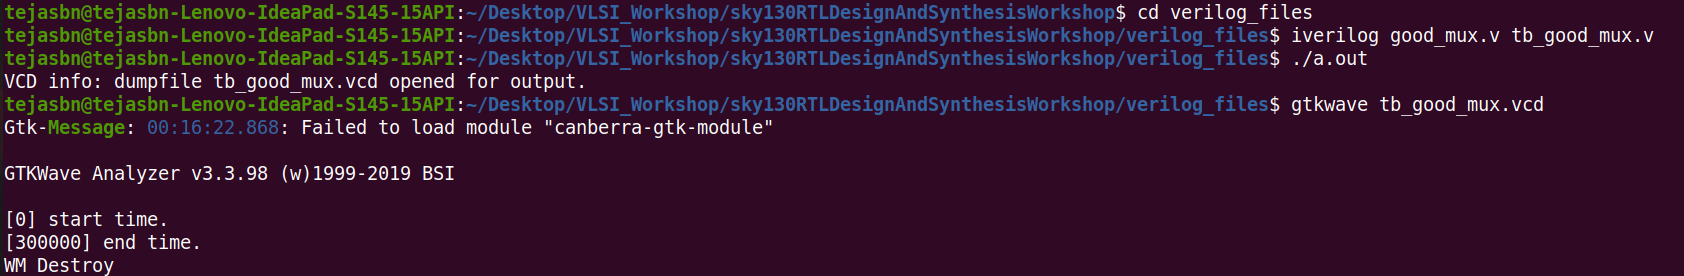 tejasbn@tejasbn-Lenovo-IdeaPad-S145-15API:~/Desktop/VLSI_Workshop/sky130RTLDesignAndSynthesisWorkshop$ cd verilog_files
tejasbn@tejasbn-Lenovo-IdeaPad-S145-15API:~/Desktop/VLSI_Workshop/sky130RTLDesignAndSynthesisWorkshop/verilog_files$ iverilog good_mux.v tb_good_mux.v
tejasbn@tejasbn-Lenovo-IdeaPad-S145-15API:~/Desktop/VLSI_Workshop/sky130RTLDesignAndSynthesisWorkshop/verilog_files$ ./a.out
VCD info: dumpfile tb_good_mux.vcd opened for output.
tejasbn@tejasbn-Lenovo-IdeaPad-S145-15API:~/Desktop/VLSI_Workshop/sky130RTLDesignAndSynthesisWorkshop/verilog_files$ gtkwave tb_good_mux.vcd
Gtk-Message: 00:16:22.868: Failed to load module "canberra-gtk-module"
GTKWave Analyzer v3.3.98 (w)1999-2019 BSI
[0] start time.
[300000] end time.
WM Destroy